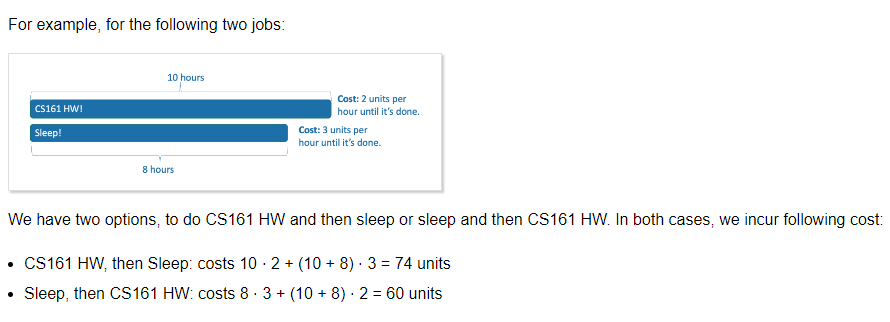 For example, for the following two jobs:
10 hours
CS161 HW!
Cost: 2 units per
hour until it's done.
Sleep!
Cost: 3 units per
hour until it's done.
8 hours
We have two options, to do CS161 HW and then sleep or sleep and then CS161 HW. In both cases, we incur following cost:
• CS161 HW, then Sleep: costs 10 · 2 + (10 + 8) · 3 = 74 units
• Sleep, then CS161 HW: costs 8 · 3 + (10 + 8) · 2 = 60 units